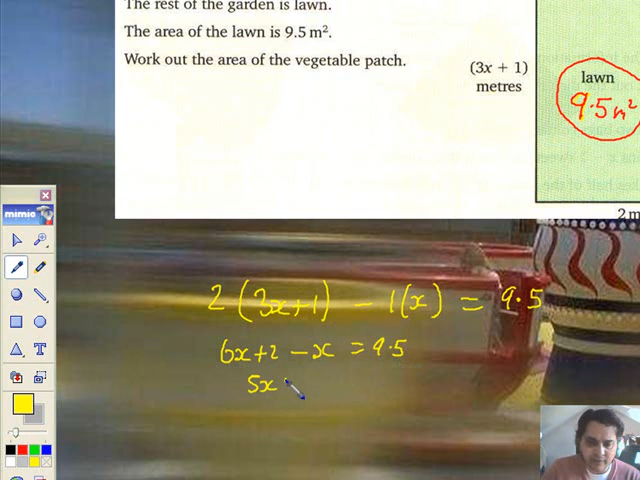 The rest of the garden is lawn.
The area of the lawn is 9.5 m².
Work out the area of the vegetable patch.
(3x + 1)
metres
lawn
9.5m²
2 m
mimio
T
2(3x+1) - 1(x) = 9.5
6x+2 - x = 9.5
5x